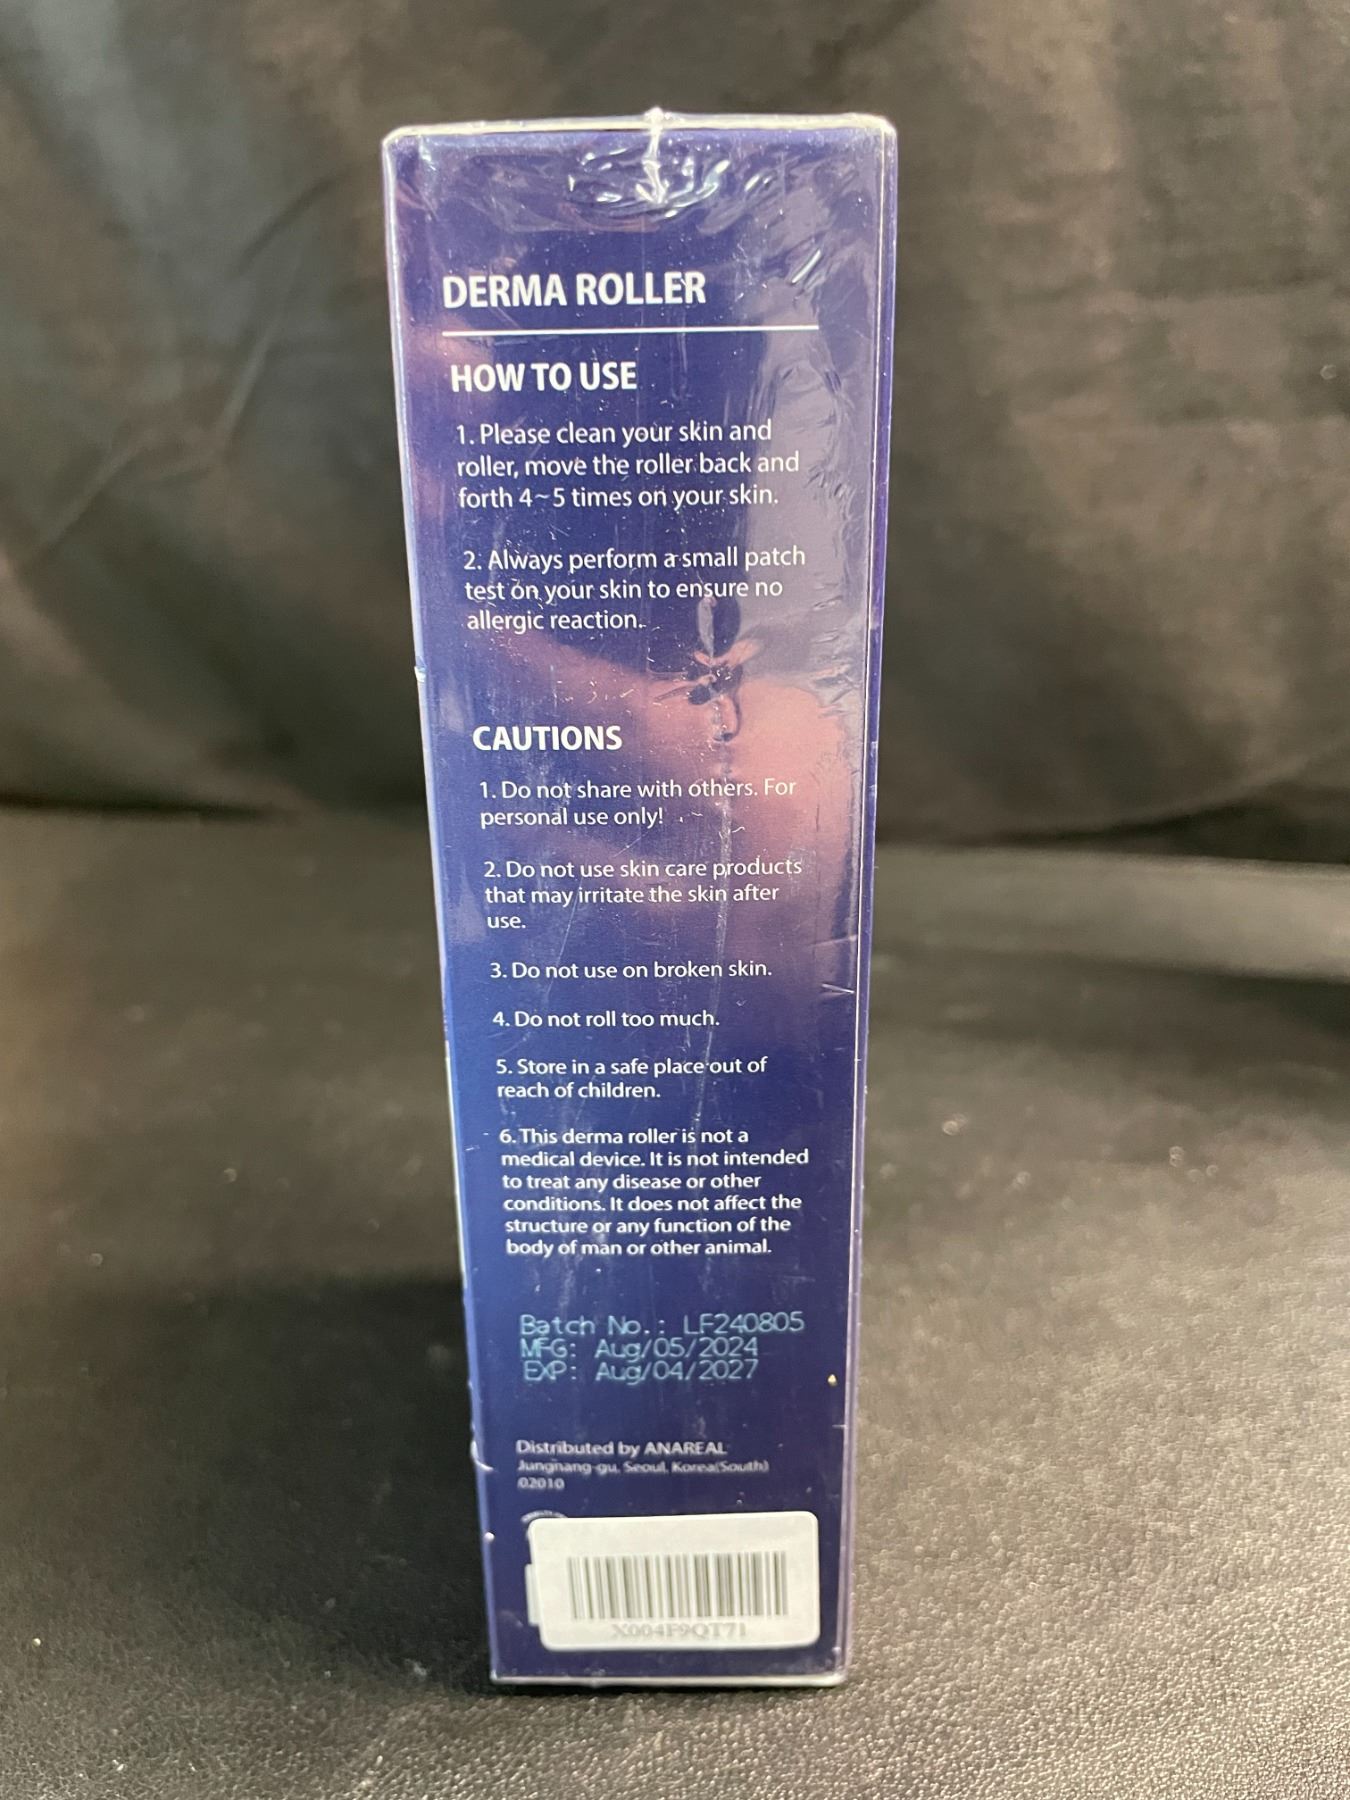 DERMA ROLLER
HOW TO USE
1. Please clean your skin and
roller, move the roller back and
forth 4~5 times on your skin.
2. Always perform a small patch
test on your skin to ensure no
allergic reaction.
CAUTIONS
1. Do not share with others. For
personal use only!
2. Do not use skin care products
that may irritate the skin after
use.
3. Do not use on broken skin.
4. Do not roll too much.
5. Store in a safe place out of
reach of children.
6. This derma roller is not a
medical device. It is not intended
to treat any disease or other
conditions. It does not affect the
structure or any function of the
body of man or other animal.
Batch No.: LF240805
MFG: Aug/05/2024
EXP: Aug/04/2027
Distributed by ANAREAL
Jungnang-gu, Seoul, Korea(South)
02010
X004F9QT71